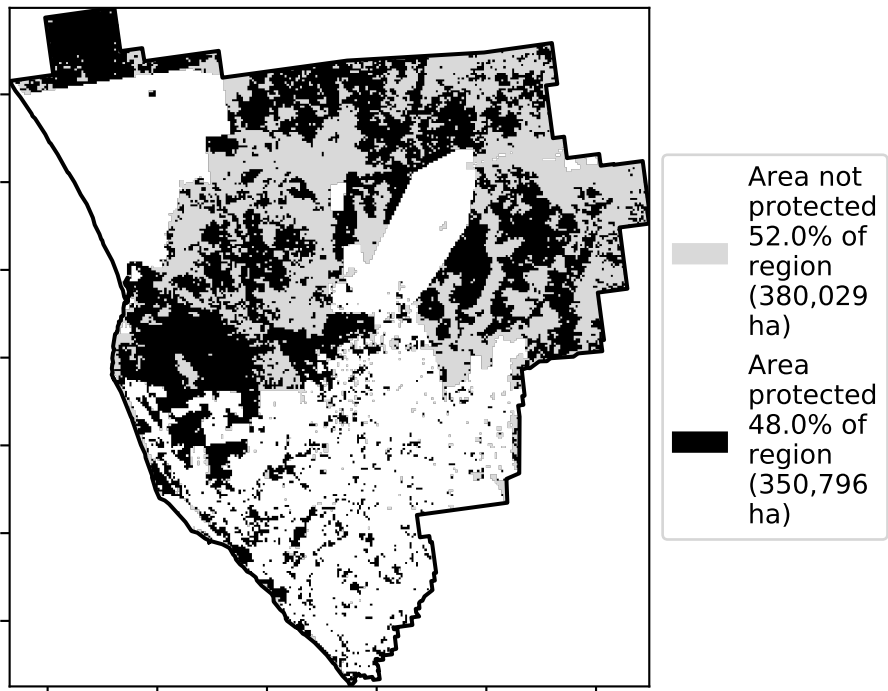 Area not
protected
52.0% of
region
(380,029
ha)
Area
protected
48.0% of
region
(350,796
ha)